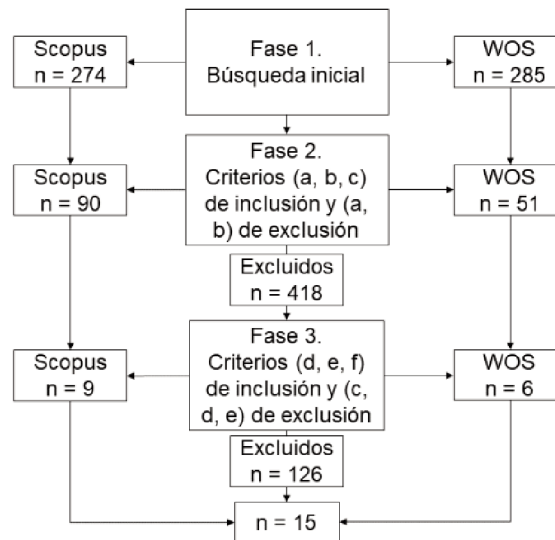 Scopus
n = 274
Fase 1.
Búsqueda inicial
WOS
n = 285
Scopus
n = 90
Fase 2.
Criterios (a, b, c)
de inclusión y (a,
b) de exclusión
WOS
n = 51
Excluidos
n = 418
Scopus
n = 9
Fase 3.
Criterios (d, e, f)
de inclusión y (c,
d, e) de exclusión
WOS
n = 6
Excluidos
n = 126
n = 15